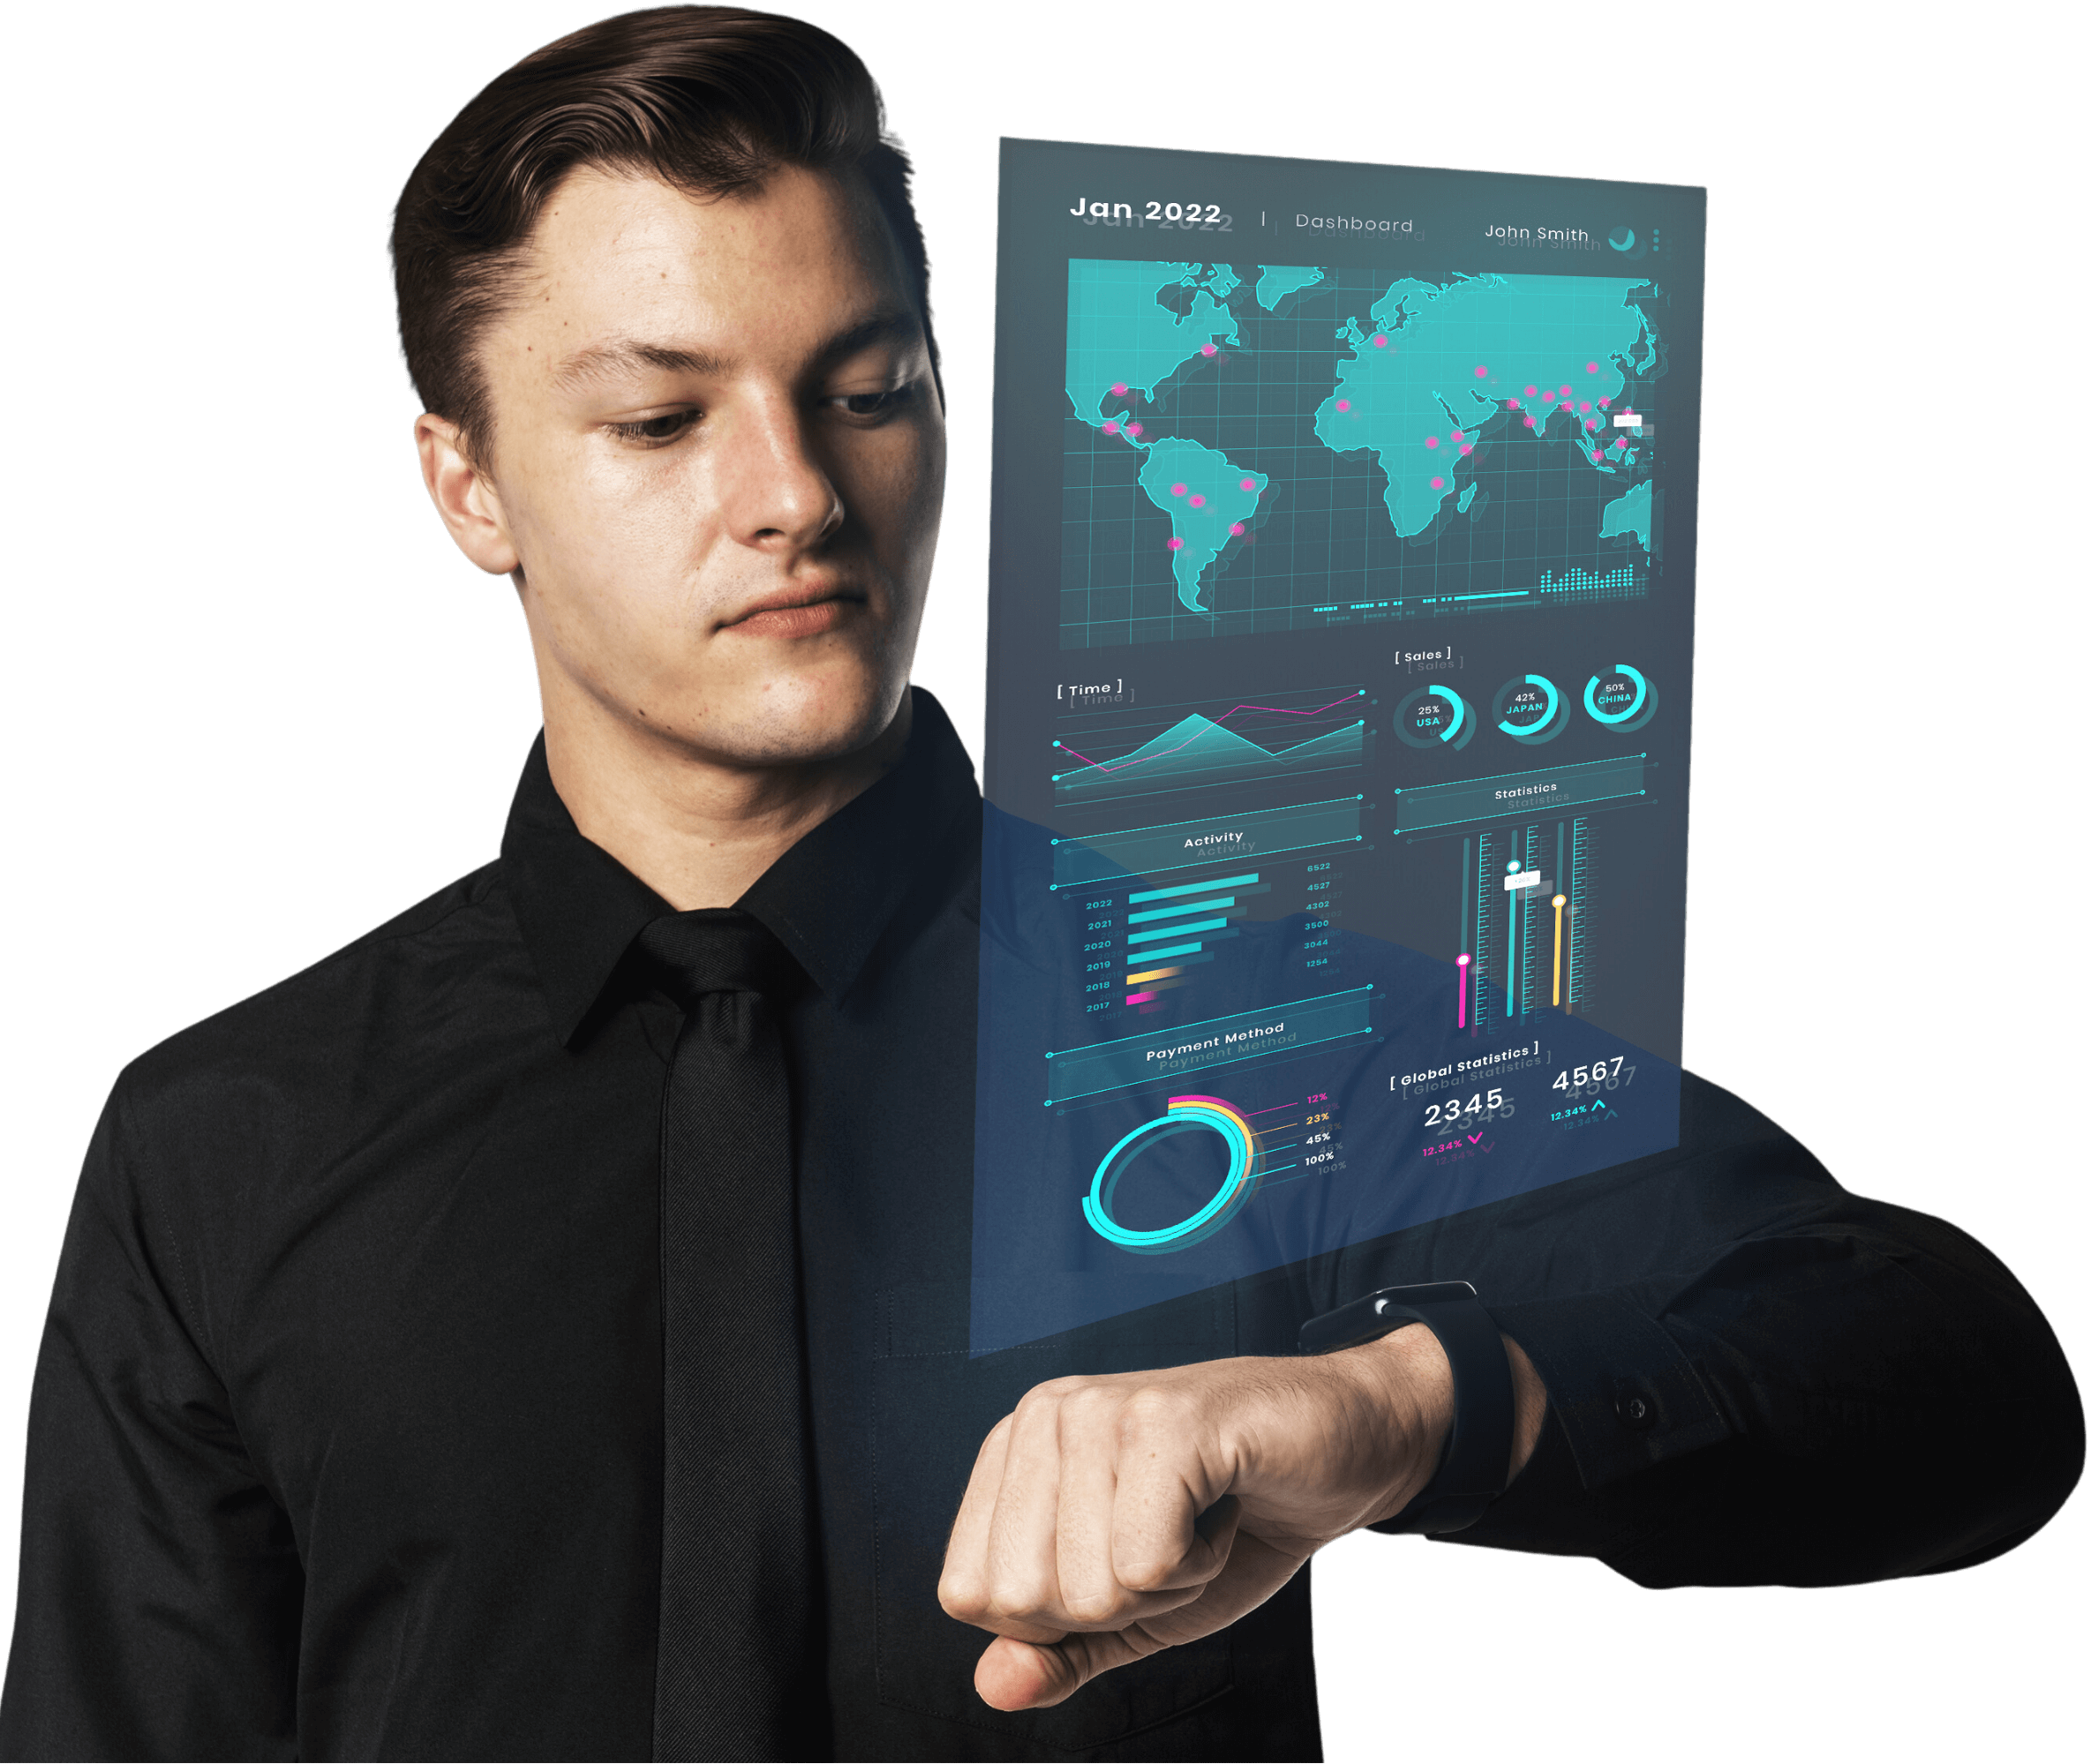 Jan 2022 | Dashboard John Smith
[ Time ]
[ Sales ]
25%
USA
42%
JAPAN
50%
CHINA
Activity
2022 6522
2021 4527
2020 4302
2019 3500
2018 3044
2017 1254
Statistics
Payment Method
12%
23%
45%
100%
[ Global Statistics ]
2345
12.34%
4567
12.34%